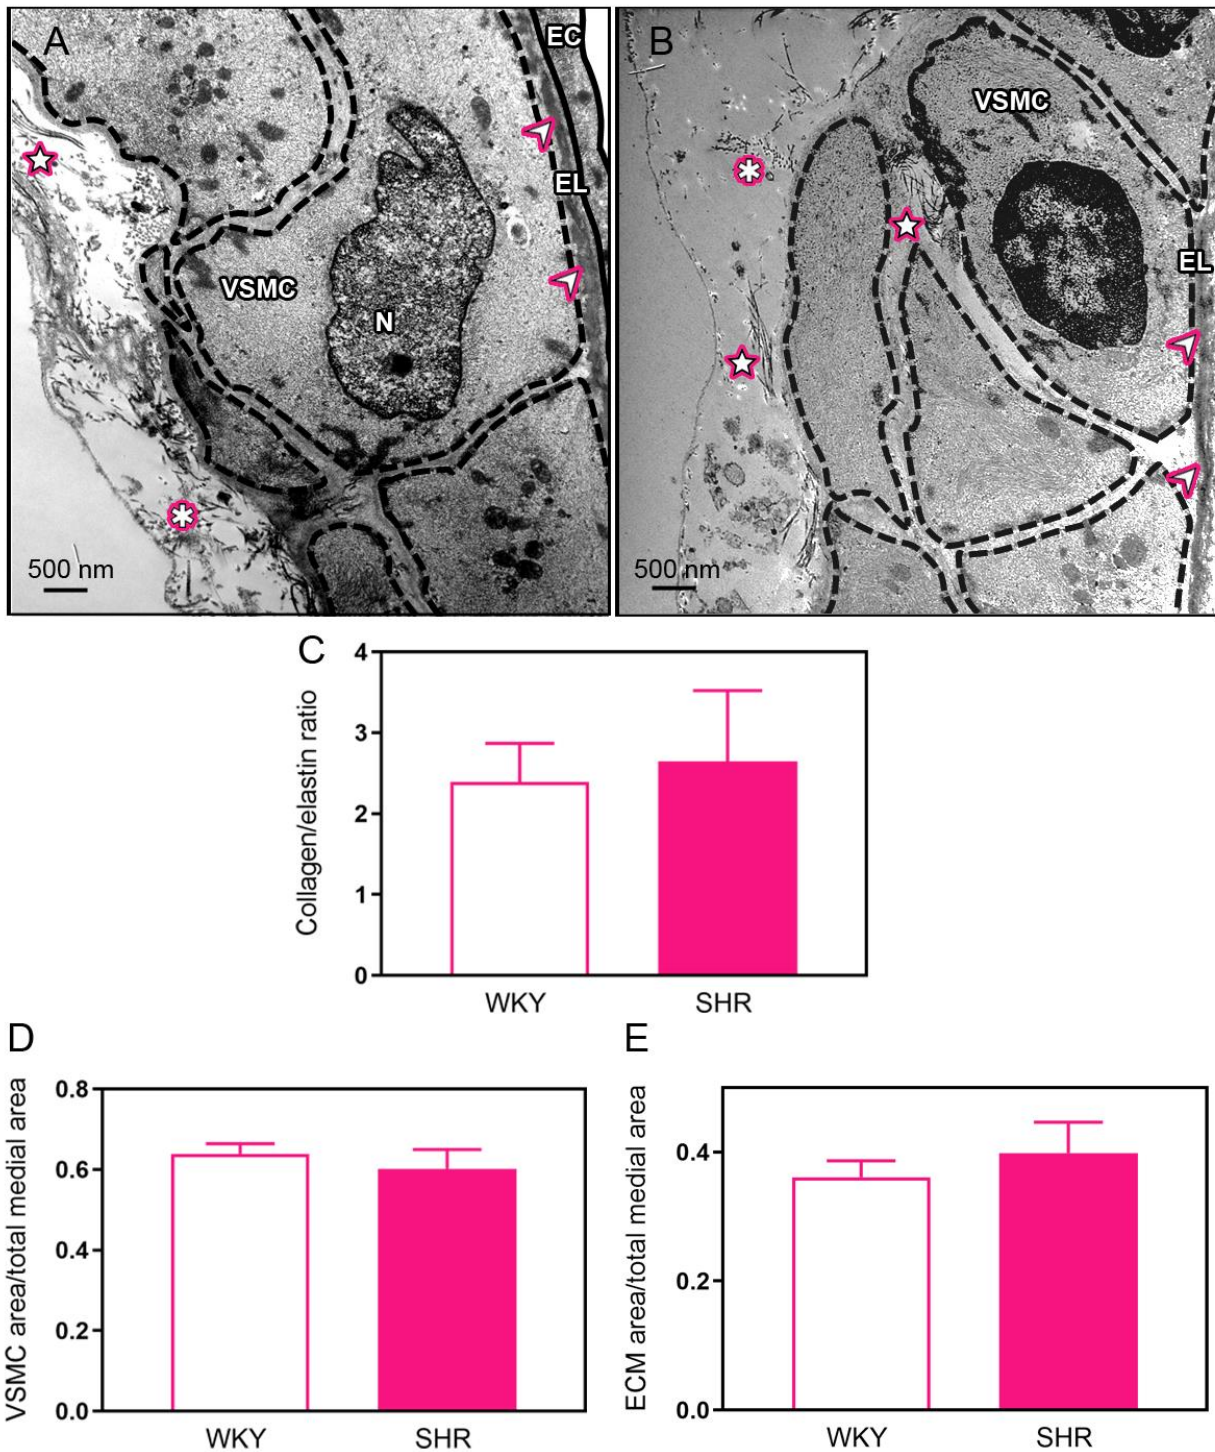 A
EC
EL
VSMC
N
500 nm
B
VSMC
EL
500 nm
C
Collagen/elastin ratio
4
3
2
1
0
WKY
SHR
D
VSMC area/total medial area
0.8
0.6
0.4
0.2
0.0
WKY
SHR
E
ECM area/total medial area
0.4
0.2
0.0
WKY
SHR